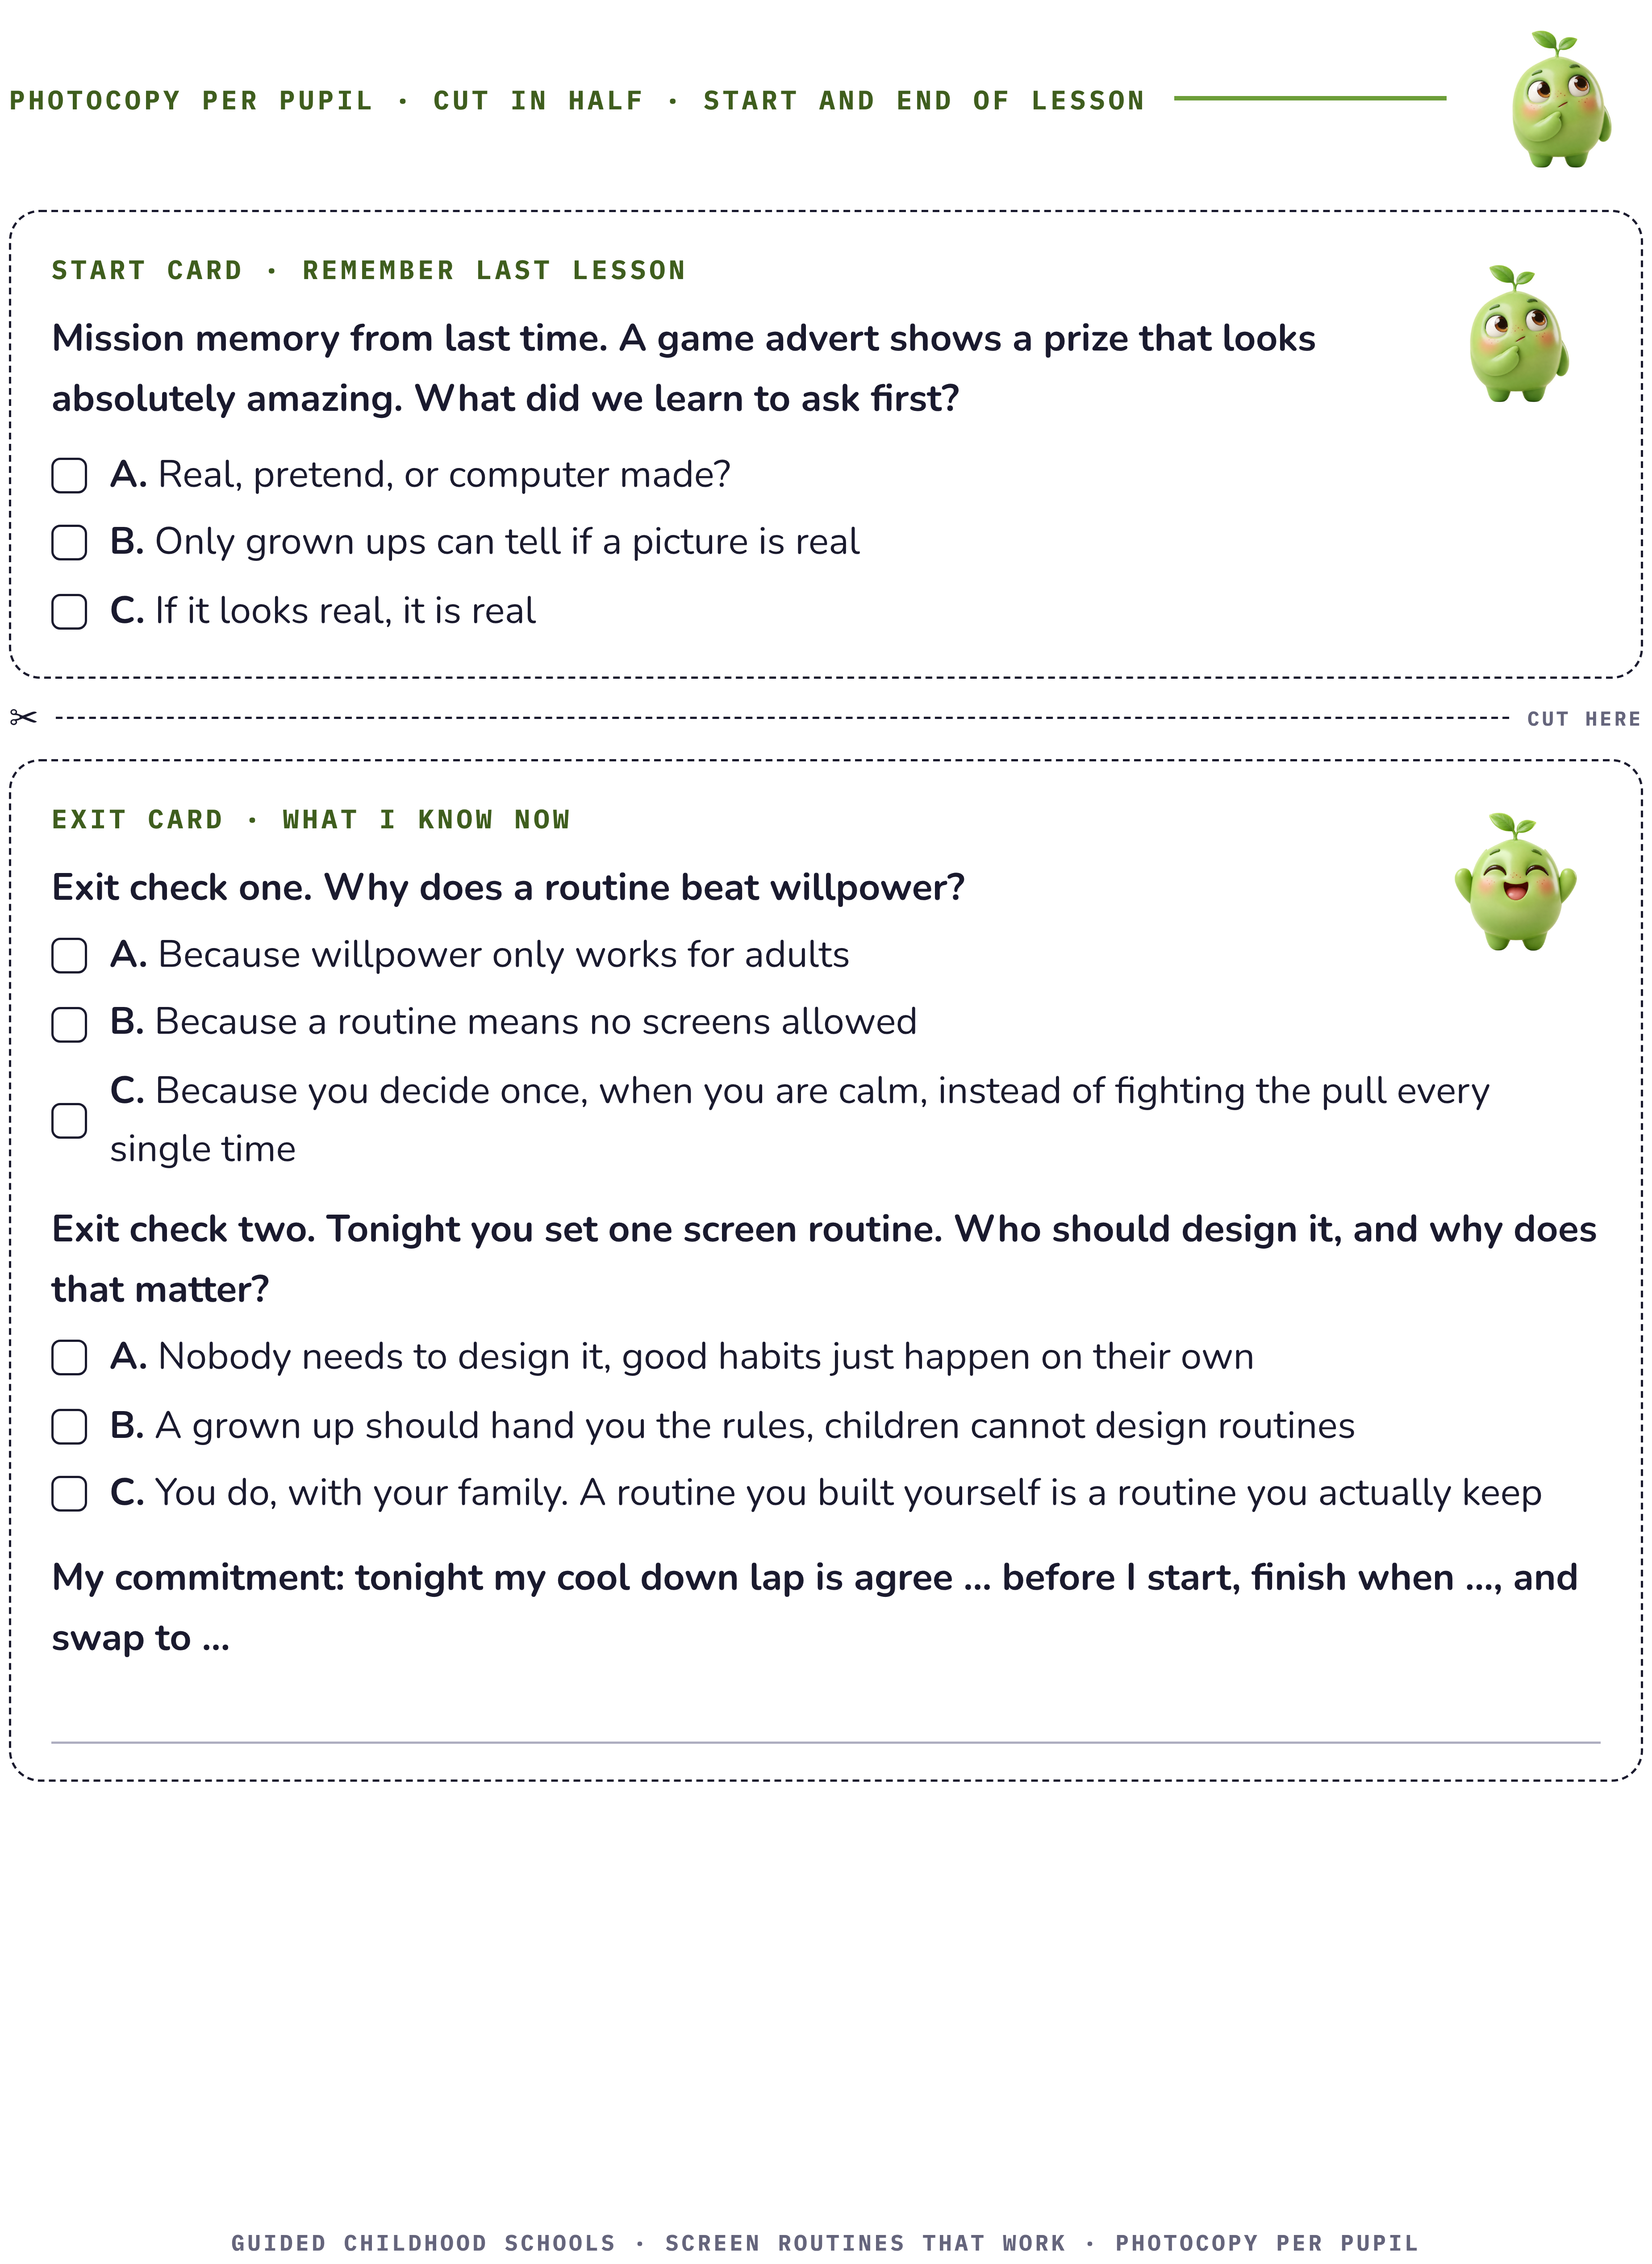 PHOTOCOPY PER PUPIL · CUT IN HALF · START AND END OF LESSON
START CARD · REMEMBER LAST LESSON
Mission memory from last time. A game advert shows a prize that looks
absolutely amazing. What did we learn to ask first?
A. Real, pretend, or computer made?
B. Only grown ups can tell if a picture is real
C. If it looks real, it is real
CUT HERE
EXIT CARD · WHAT I KNOW NOW
Exit check one. Why does a routine beat willpower?
A. Because willpower only works for adults
B. Because a routine means no screens allowed
C. Because you decide once, when you are calm, instead of fighting the pull every
single time
Exit check two. Tonight you set one screen routine. Who should design it, and why does
that matter?
A. Nobody needs to design it, good habits just happen on their own
B. A grown up should hand you the rules, children cannot design routines
C. You do, with your family. A routine you built yourself is a routine you actually keep
My commitment: tonight my cool down lap is agree ... before I start, finish when ..., and
swap to ...
GUIDED CHILDHOOD SCHOOLS · SCREEN ROUTINES THAT WORK · PHOTOCOPY PER PUPIL